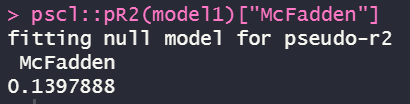 > pscl::pR2(model1)["McFadden"]
fitting null model for pseudo-r2
 McFadden
0.1397888